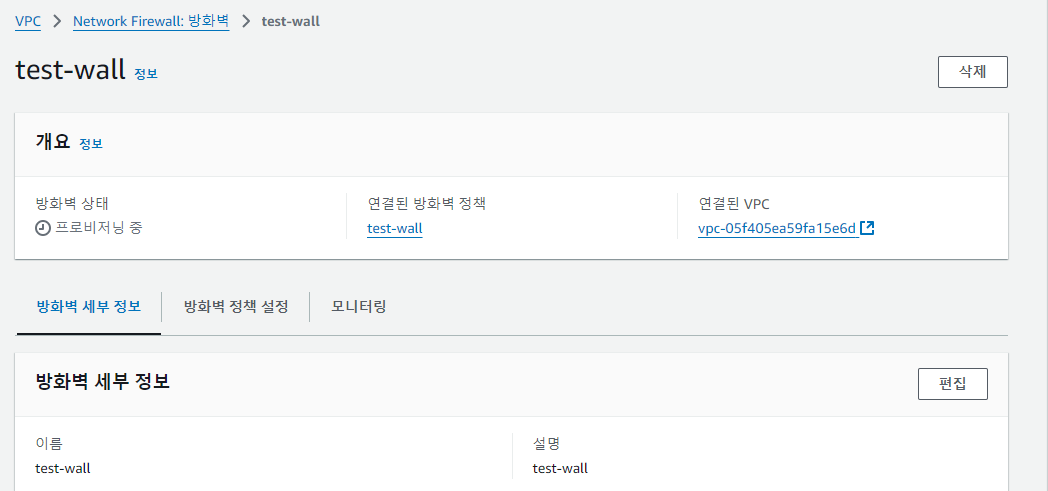 VPC > Network Firewall: 방화벽 > test-wall
test-wall 정보
삭제
개요 정보
방화벽 상태 연결된 방화벽 정책 연결된 VPC
프로비저닝 중 test-wall vpc-05f405ea59fa15e6d
방화벽 세부 정보 방화벽 정책 설정 모니터링
방화벽 세부 정보
편집
이름 설명
test-wall test-wall